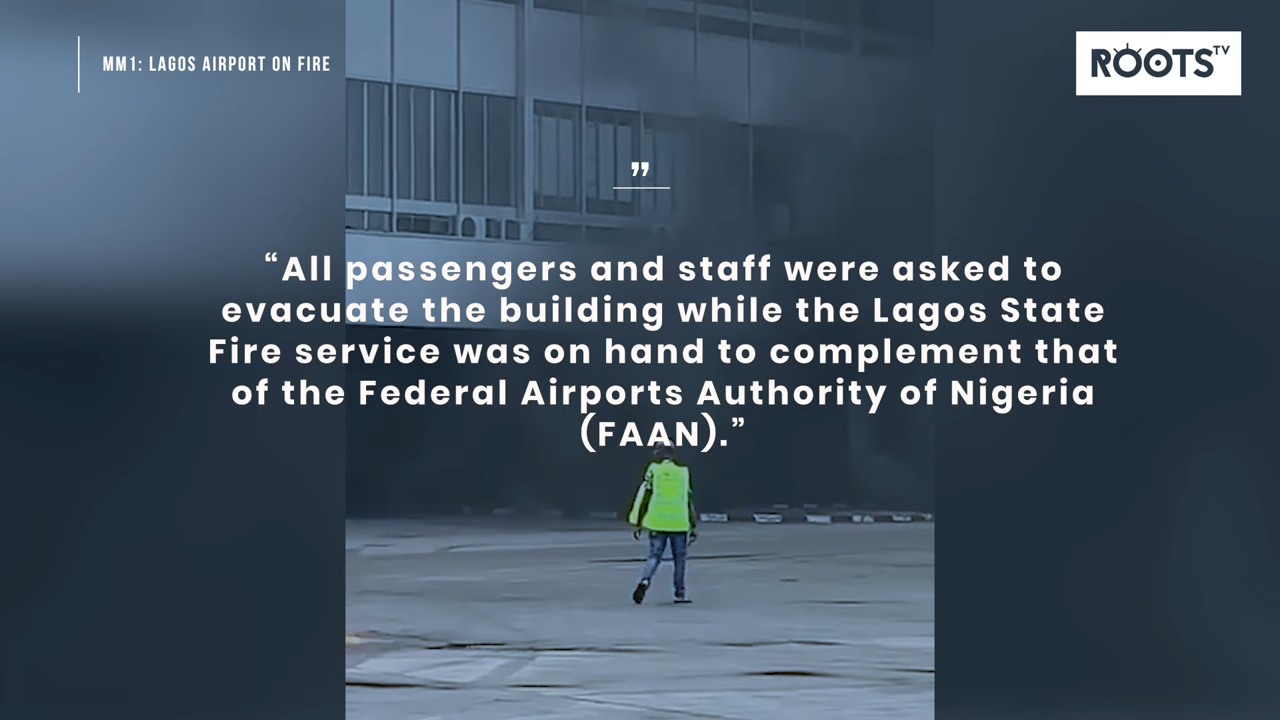 MM1: LAGOS AIRPORT ON FIRE
ROOTS TV
”
“All passengers and staff were asked to
evacuate the building while the Lagos State
Fire service was on hand to complement that
of the Federal Airports Authority of Nigeria
(FAAN).”